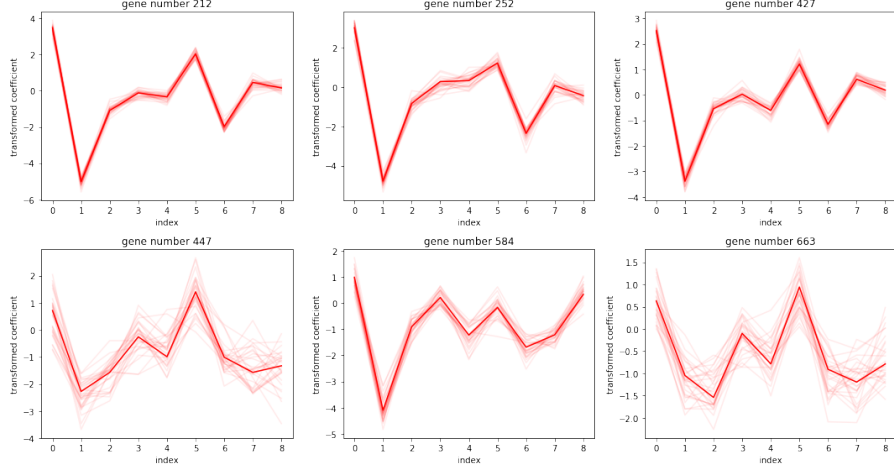 gene number 212
gene number 252
gene number 427
4
2
0
−2
−4
−6
transformed coefficient
0 1 2 3 4 5 6 7 8
index
2
0
−2
−4
transformed coefficient
0 1 2 3 4 5 6 7 8
index
3
2
1
0
−1
−2
−3
−4
transformed coefficient
0 1 2 3 4 5 6 7 8
index
gene number 447
gene number 584
gene number 663
2
1
0
−1
−2
−3
−4
transformed coefficient
0 1 2 3 4 5 6 7 8
index
2
1
0
−1
−2
−3
−4
−5
transformed coefficient
0 1 2 3 4 5 6 7 8
index
1.5
1.0
0.5
0.0
−0.5
−1.0
−1.5
−2.0
transformed coefficient
0 1 2 3 4 5 6 7 8
index